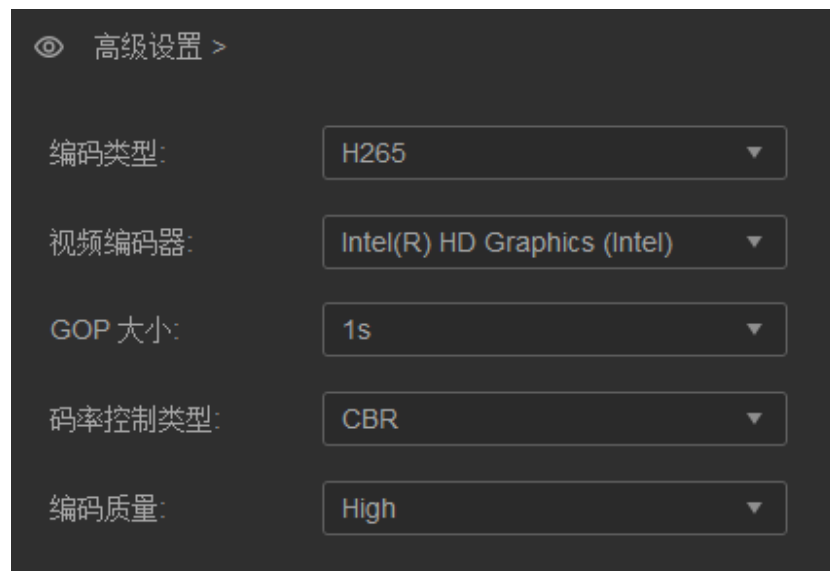 高级设置 >
编码类型: H265
视频编码器: Intel(R) HD Graphics (Intel)
GOP 大小: 1s
码率控制类型: CBR
编码质量: High